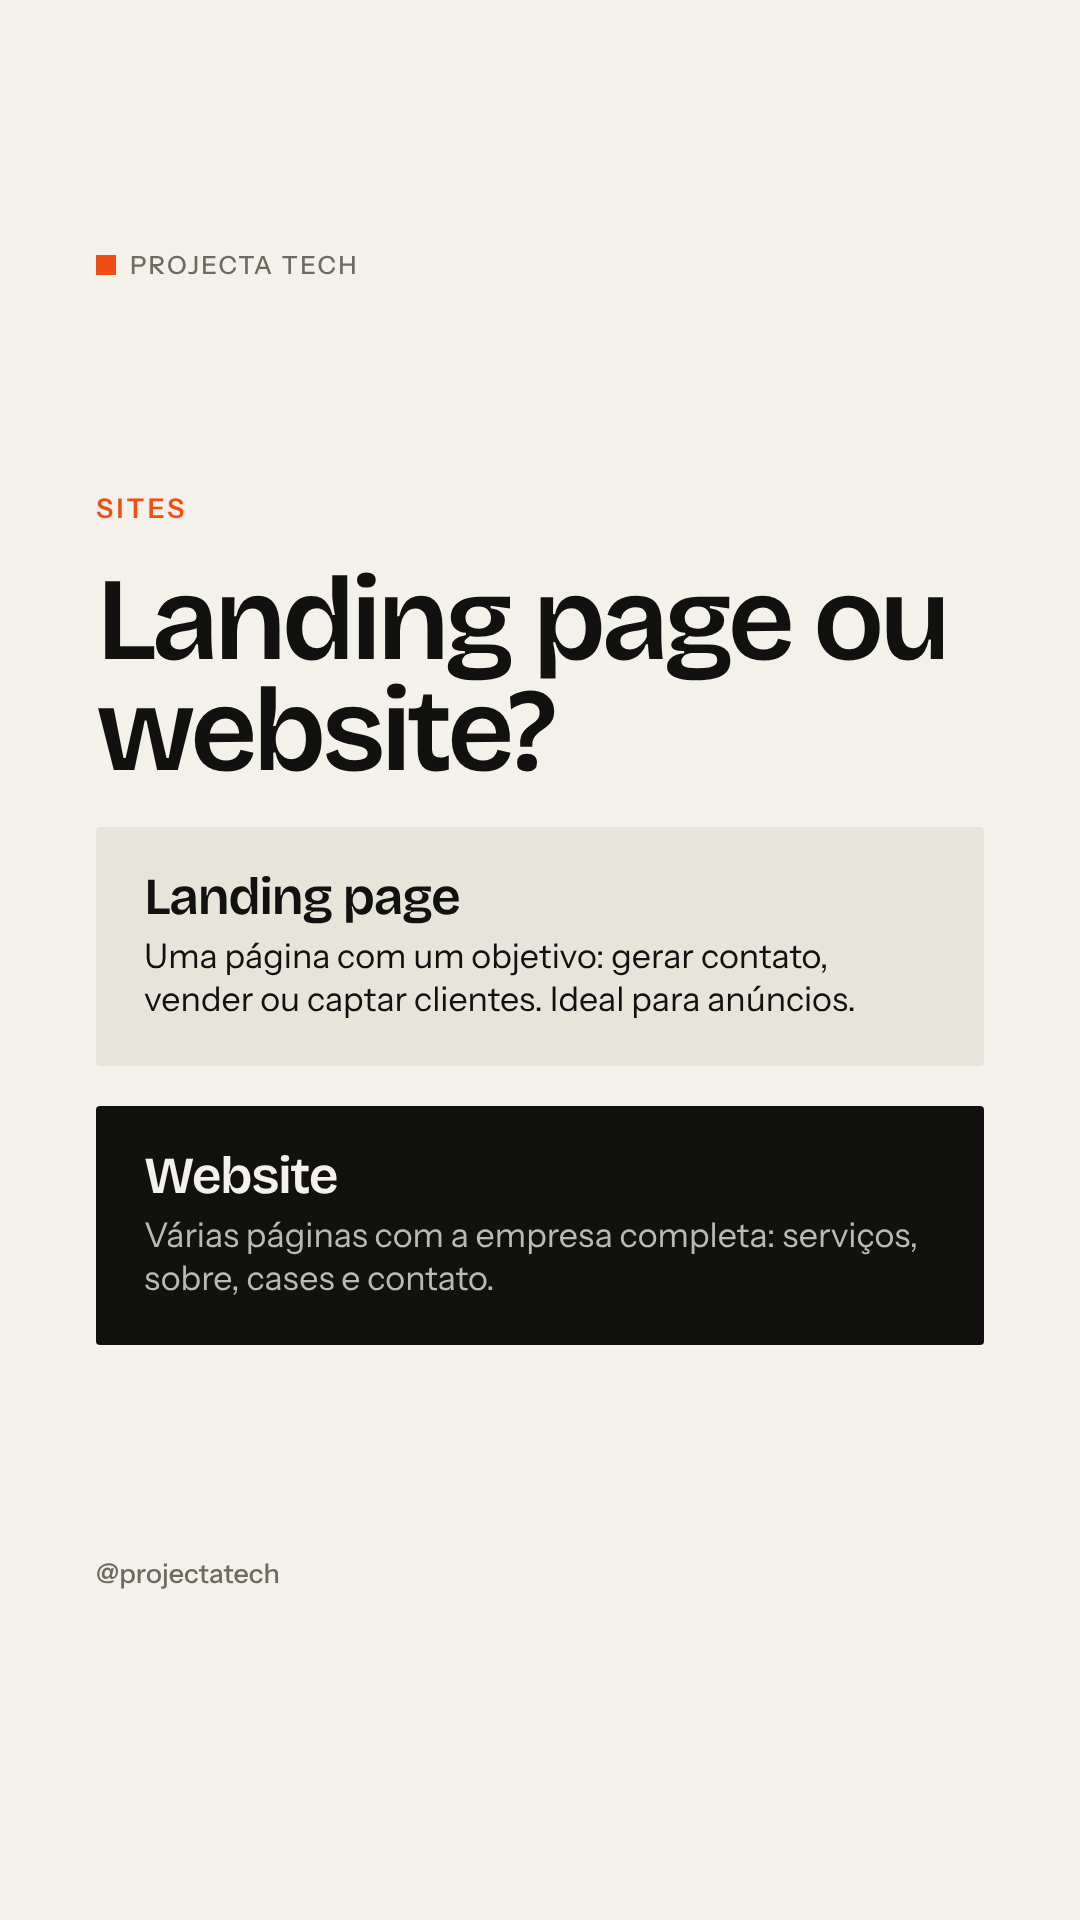 PROJECTA TECH
SITES
Landing page ou
website?
Landing page
Uma página com um objetivo: gerar contato,
vender ou captar clientes. Ideal para anúncios.
Website
Várias páginas com a empresa completa: serviços,
sobre, cases e contato.
@projectatech